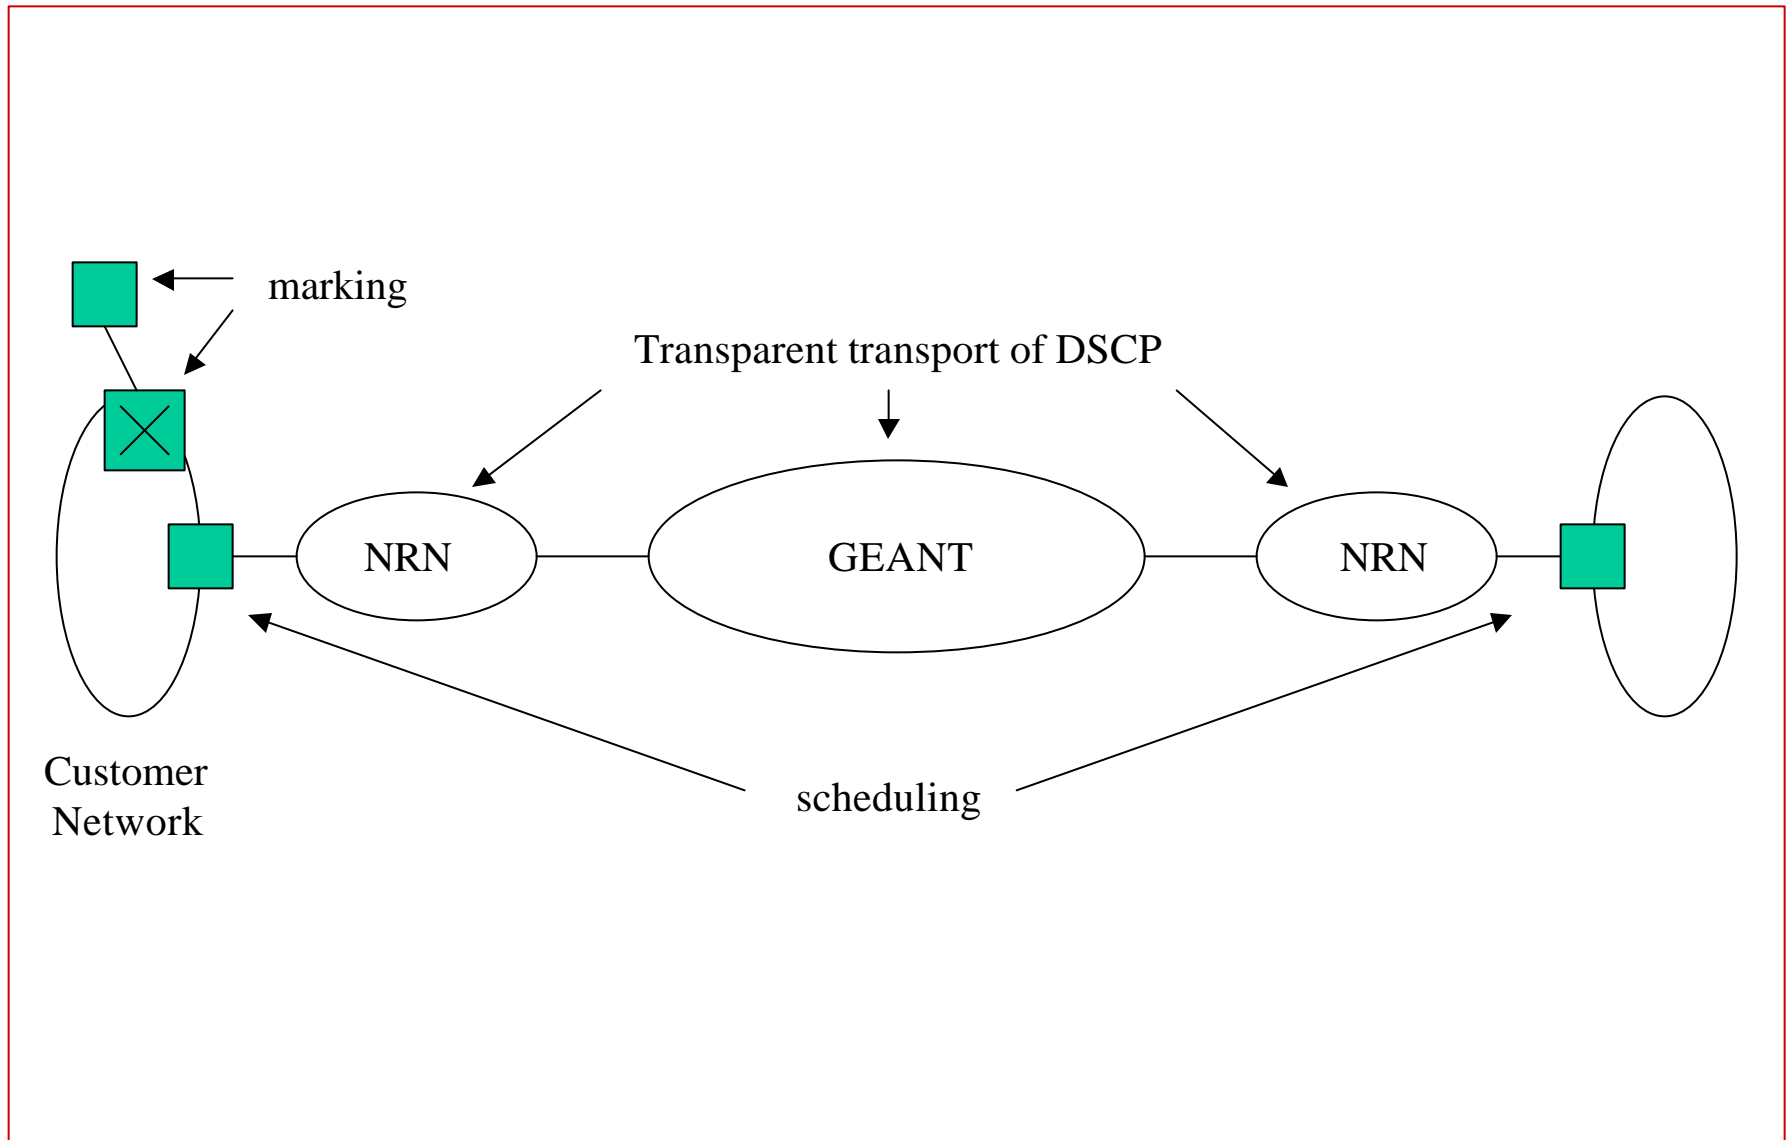 marking
Transparent transport of DSCP
NRN
GEANT
NRN
Customer
Network
scheduling